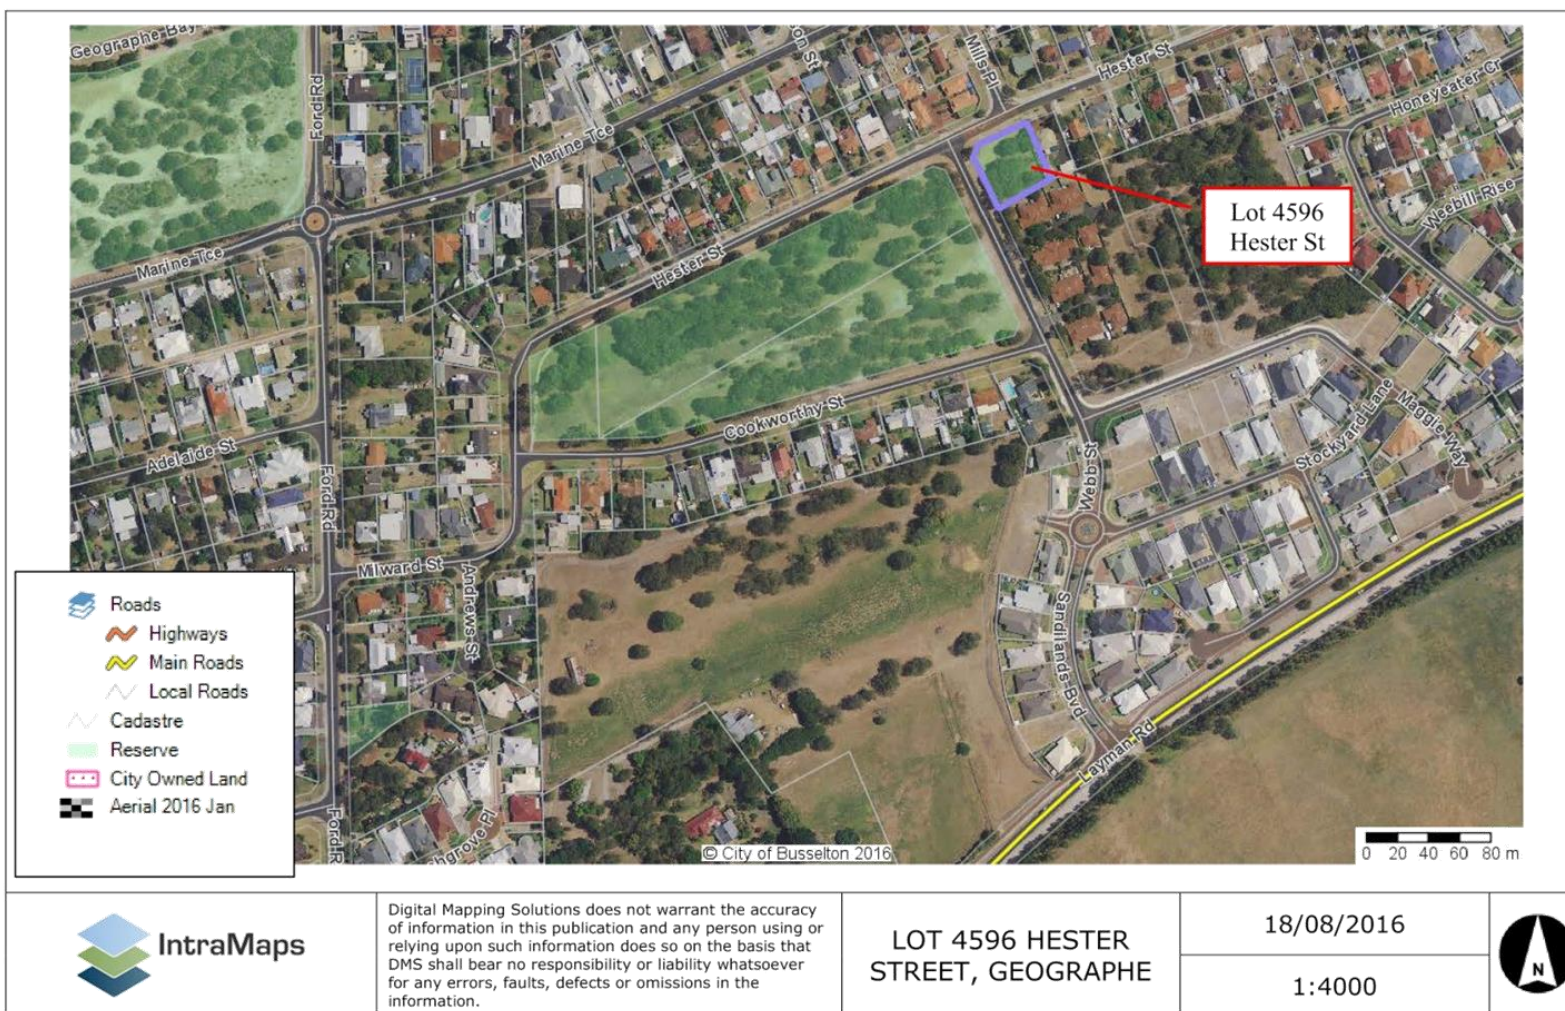 Geographe Bay
Ford Rd
Marine Tce
on St
Mills Pl
Hester St
Honeyeater Cr
Weebill Rise
Lot 4596
Hester St
Marine Tce
Hester St
Adelaide St
Cookworthy St
Ford Rd
Webb St
Stockyard Lane
Maggie Way
Milward St
Andrews St
Sandilands Bvd
Layman Rd
Ford R
hgrove Pl
Roads
Highways
Main Roads
Local Roads
Cadastre
Reserve
City Owned Land
Aerial 2016 Jan
© City of Busselton 2016
0 20 40 60 80 m
IntraMaps
Digital Mapping Solutions does not warrant the accuracy
of information in this publication and any person using or
relying upon such information does so on the basis that
DMS shall bear no responsibility or liability whatsoever
for any errors, faults, defects or omissions in the
information.
LOT 4596 HESTER
STREET, GEOGRAPHE
18/08/2016
1:4000
N